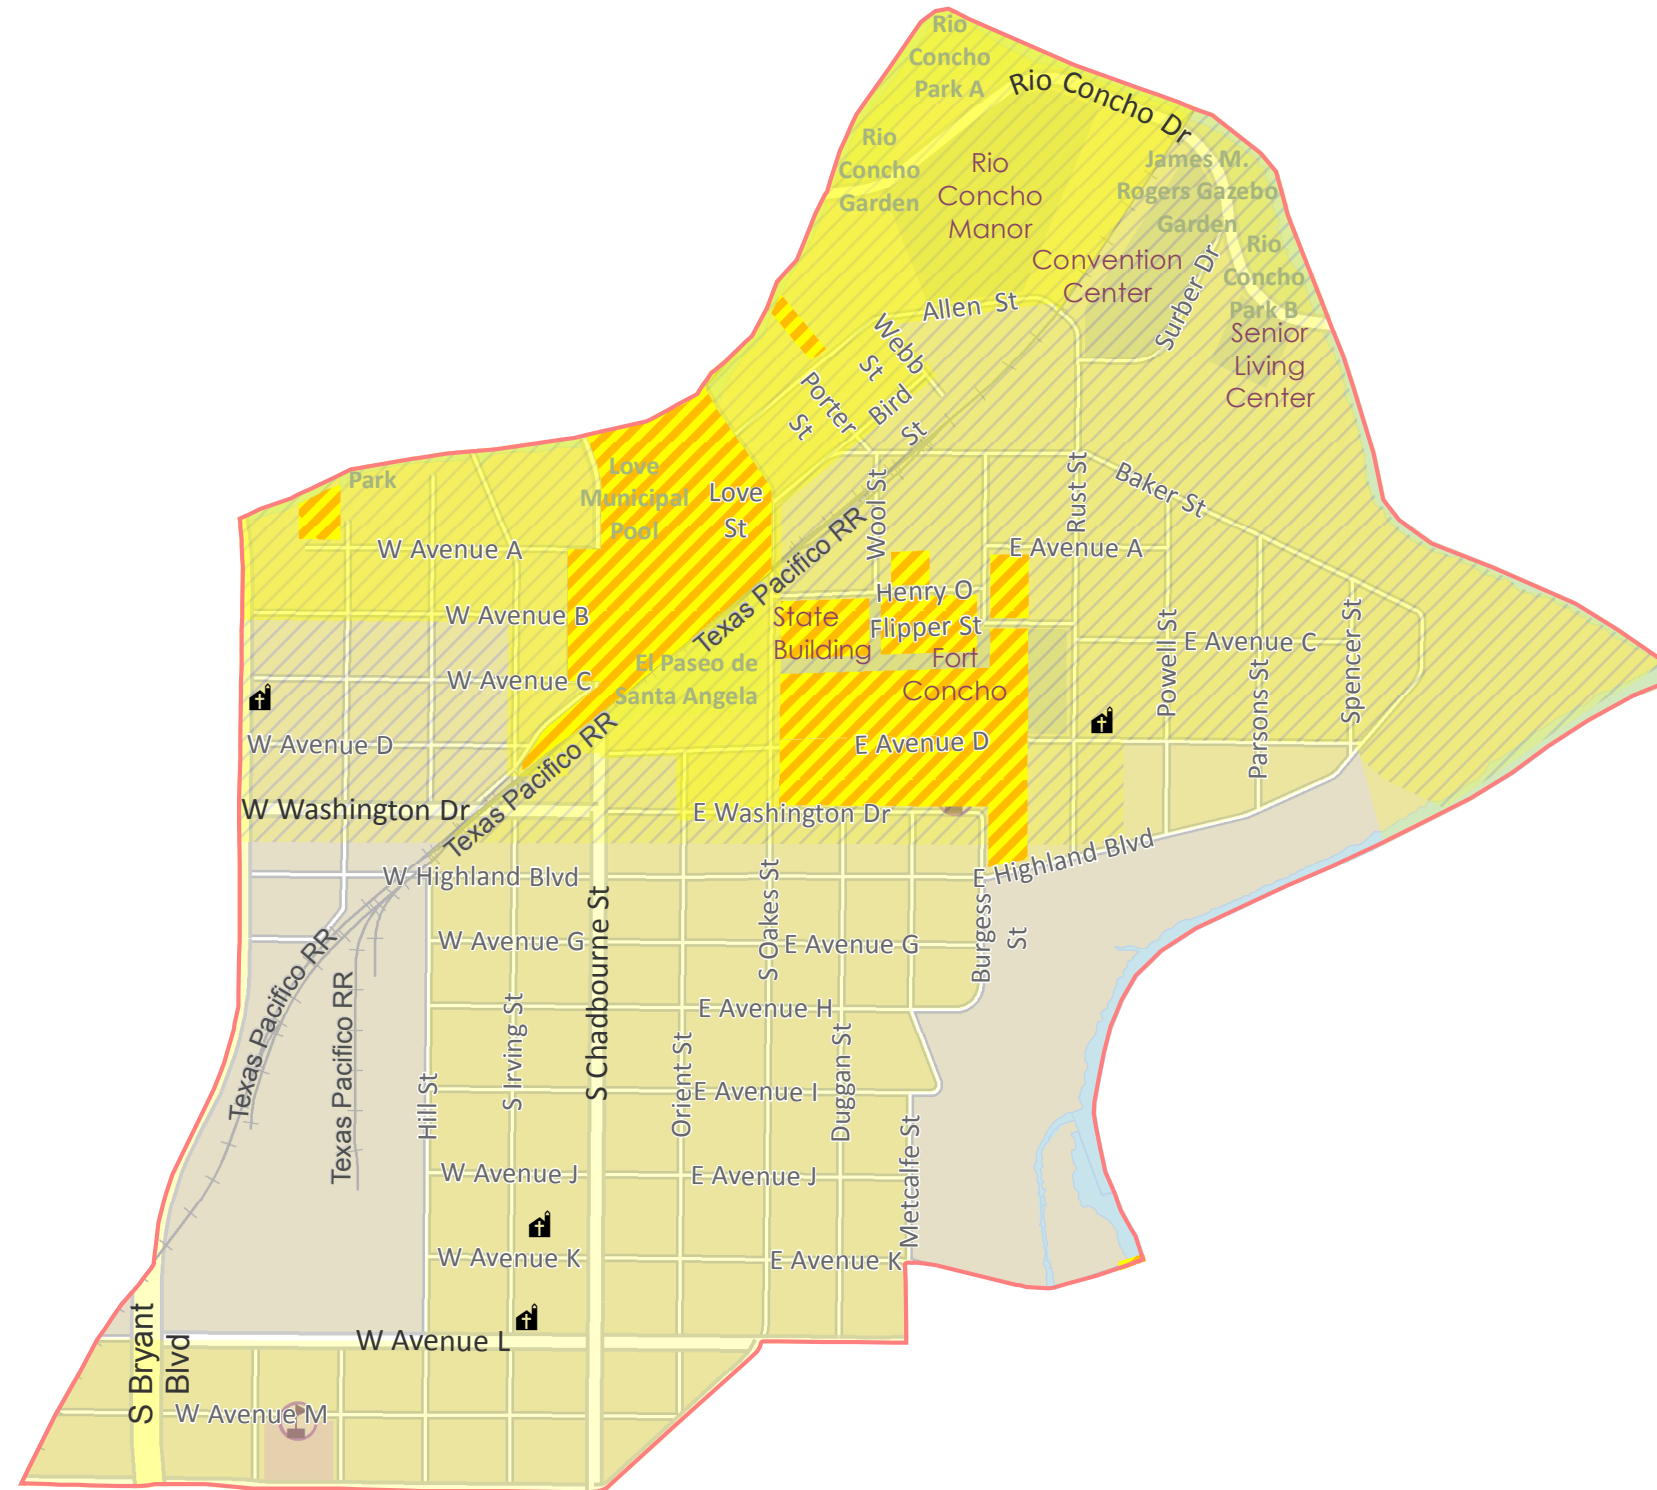 Rio
Concho
Park A
Rio Concho Dr
Rio
Concho
Garden
Rio
Concho
Manor
James M.
Rogers Gazebo
Garden
Rio
Concho
Park B
Convention
Center
Surber Dr
Senior
Living
Center
Allen St
Webb
St
Porter
St
Bird
St
Park
Love
Municipal
Pool
Love
St
Wool St
Rust St
Baker St
W Avenue A
Texas Pacifico RR
E Avenue A
Henry O
Flipper St
W Avenue B
State
Building
Fort
Concho
El Paseo de
Santa Angela
Powell St
E Avenue C
Parsons St
Spencer St
W Avenue C
W Avenue D
Texas Pacifico RR
E Avenue D
W Washington Dr
E Washington Dr
W Highland Blvd
E Highland Blvd
S Chadbourne St
S Oakes St
Burgess
St
W Avenue G
E Avenue G
Texas Pacifico RR
Texas Pacifico RR
E Avenue H
S Irving St
Hill St
Orient St
Duggan St
E Avenue I
Metcalfe St
W Avenue J
E Avenue J
W Avenue K
E Avenue K
W Avenue L
S Bryant
Blvd
W Avenue M